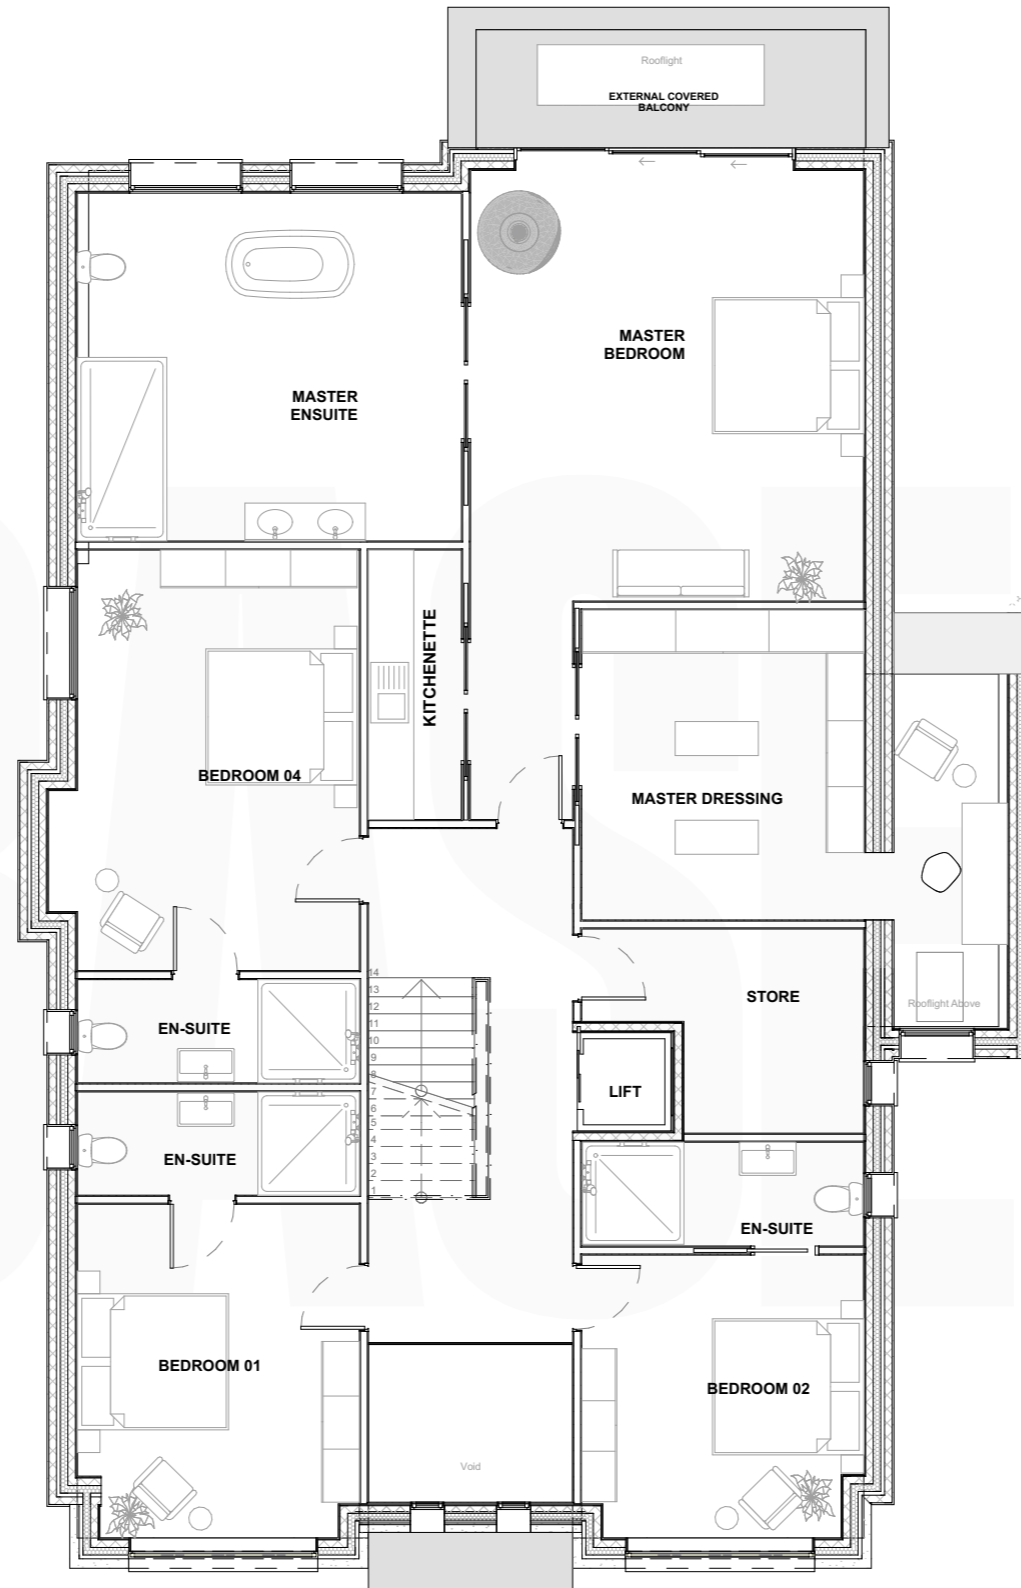 Rooflight
EXTERNAL COVERED
BALCONY
MASTER
BEDROOM
MASTER
ENSUITE
KITCHENETTE
BEDROOM 04
MASTER DRESSING
STORE
Rooflight Above
EN-SUITE
LIFT
EN-SUITE
EN-SUITE
14
13
12
11
10
9
8
7
6
5
4
3
2
1
BEDROOM 01
BEDROOM 02
Void